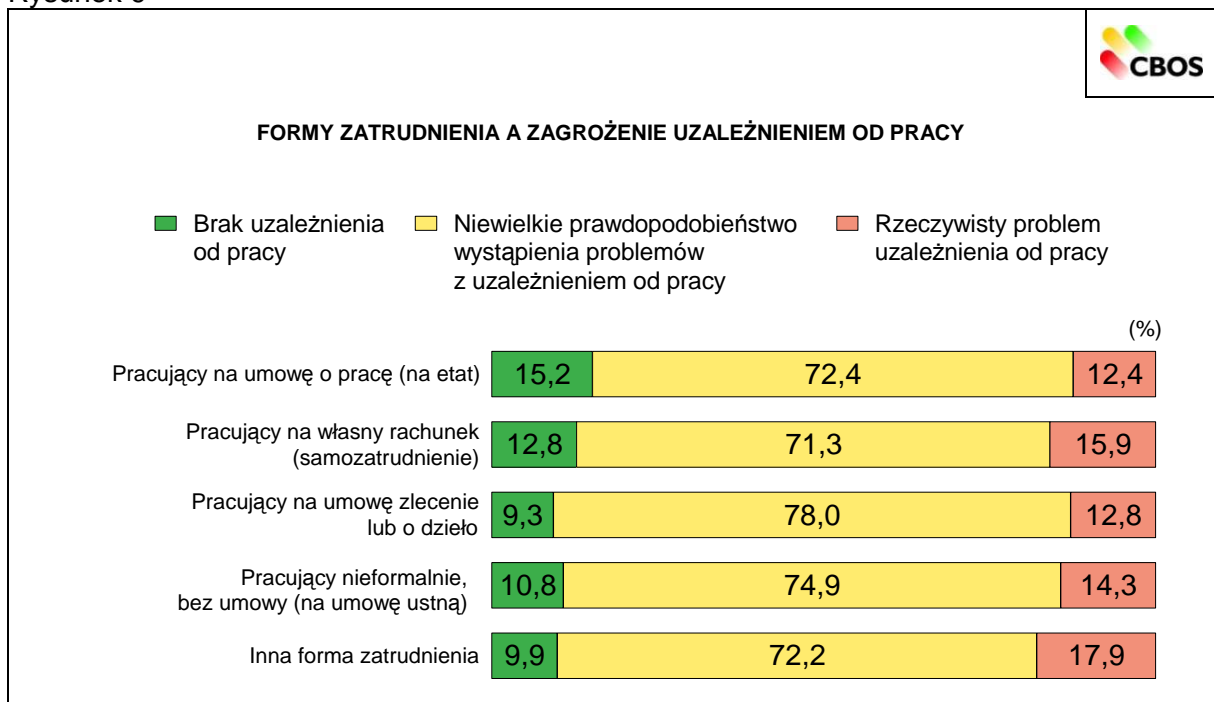 CBOS
FORMY ZATRUDNIENIA A ZAGROŻENIE UZALEŻNIENIEM OD PRACY
Brak uzależnienia
od pracy
Niewielkie prawdopodobieństwo
wystąpienia problemów
z uzależnieniem od pracy
Rzeczywisty problem
uzależnienia od pracy
(%)
Pracujący na umowę o pracę (na etat)
15,2 72,4 12,4
Pracujący na własny rachunek
(samozatrudnienie)
12,8 71,3 15,9
Pracujący na umowę zlecenie
lub o dzieło
9,3 78,0 12,8
Pracujący nieformalnie,
bez umowy (na umowę ustną)
10,8 74,9 14,3
Inna forma zatrudnienia
9,9 72,2 17,9